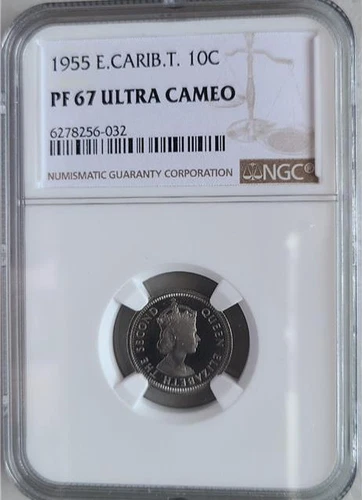 1955 E.CARIB.T. 10C
PF 67 ULTRA CAMEO
6278256-032
NUMISMATIC GUARANTY CORPORATION
NGC®
QUEEN ELIZABETH THE SECOND